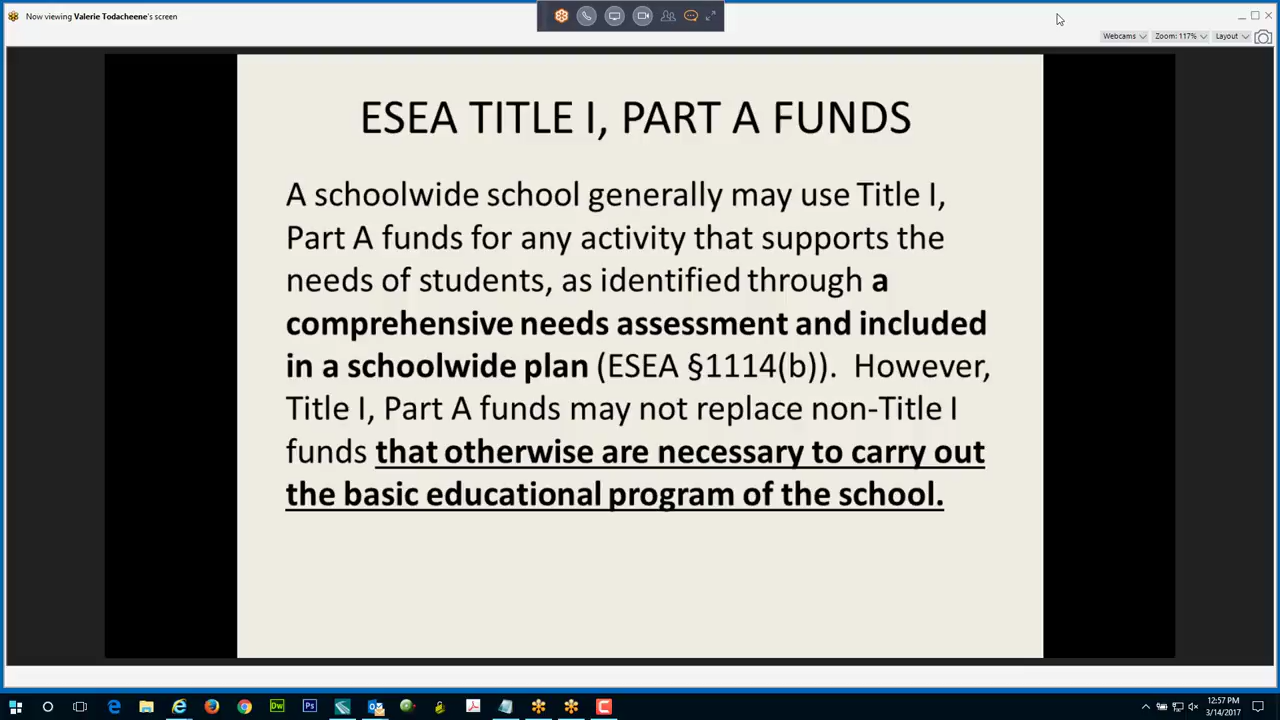 Now viewing Valerie Todacheene's screen
Webcams Zoom: 117% Layout
ESEA TITLE I, PART A FUNDS
A schoolwide school generally may use Title I,
Part A funds for any activity that supports the
needs of students, as identified through a
comprehensive needs assessment and included
in a schoolwide plan (ESEA §1114(b)).  However,
Title I, Part A funds may not replace non-Title I
funds that otherwise are necessary to carry out
the basic educational program of the school.
Dw
Ps
12:57 PM
3/14/2017